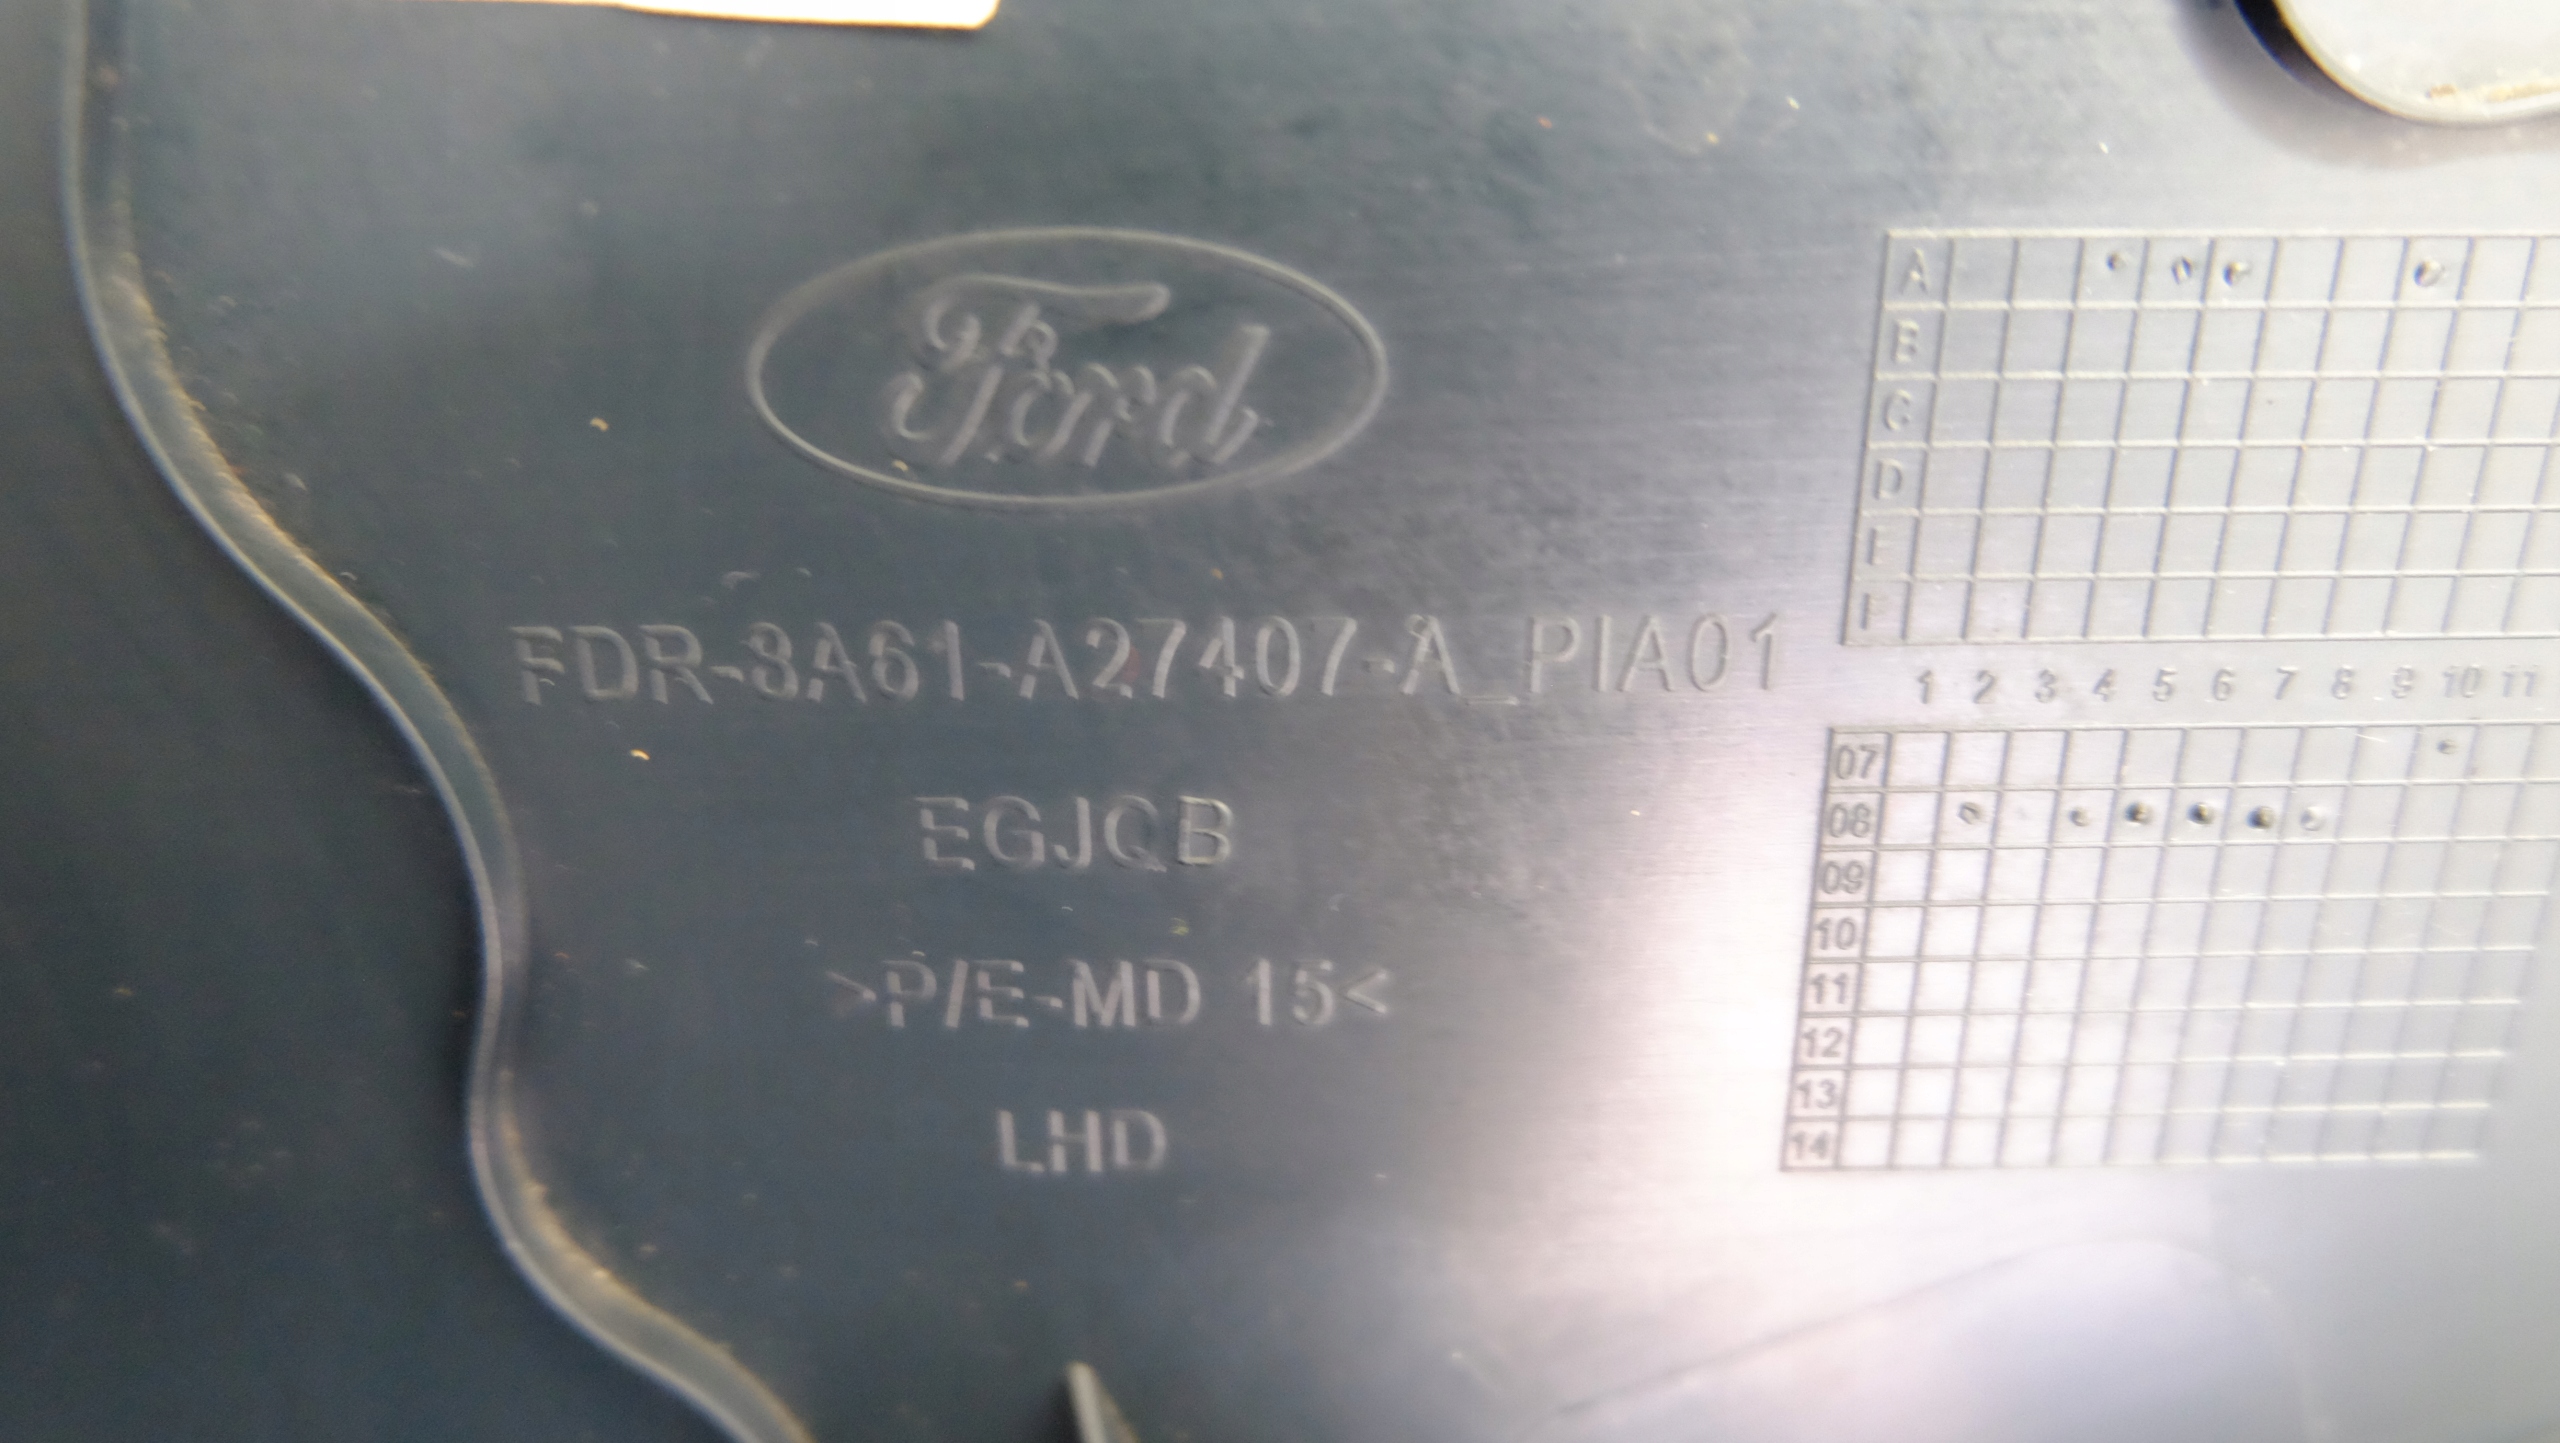 Ford
FDR-8A61-A27407-A_PIA01
EGJQB
>P/E-MD 15<
LHD
A
B
C
D
E
F
1 2 3 4 5 6 7 8 9 10 11
07
08
09
10
11
12
13
14